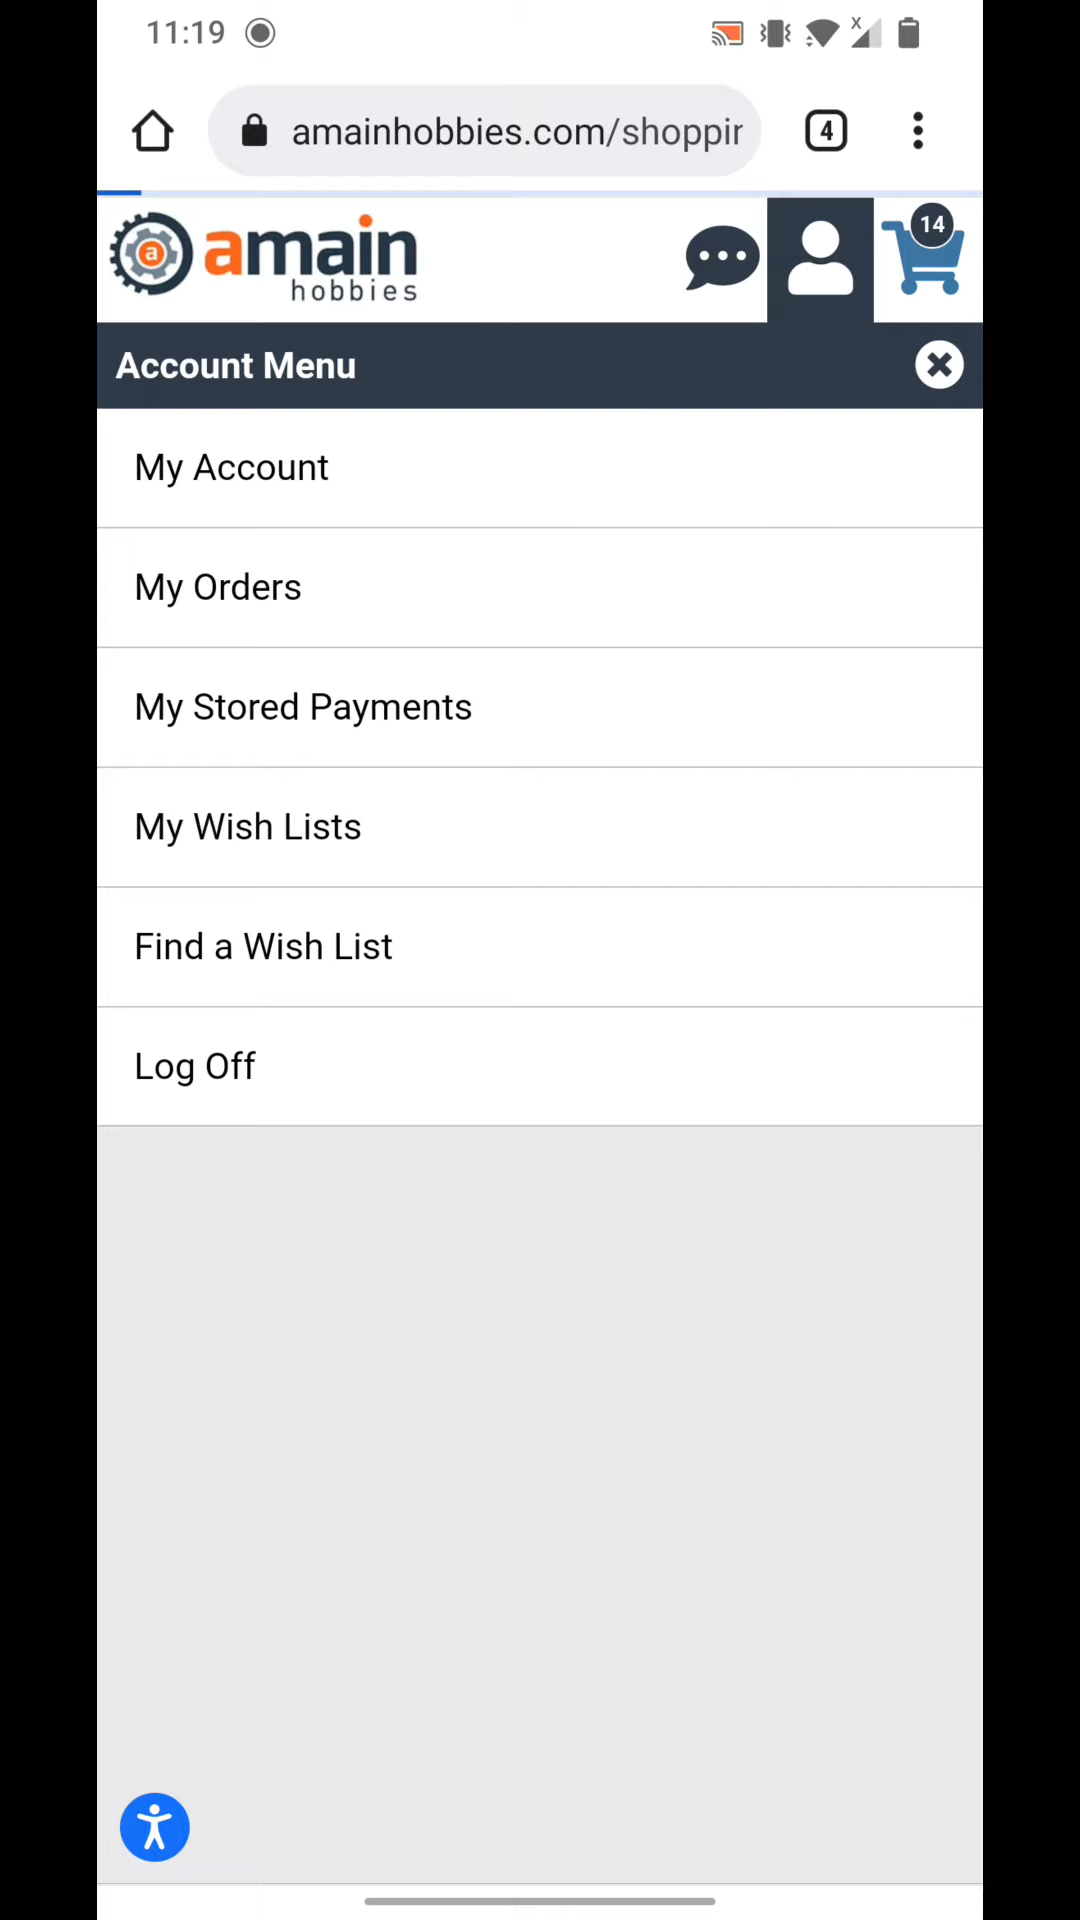 11:19
amainhobbies.com/shoppir
4
a amain
hobbies
14
Account Menu
My Account
My Orders
My Stored Payments
My Wish Lists
Find a Wish List
Log Off